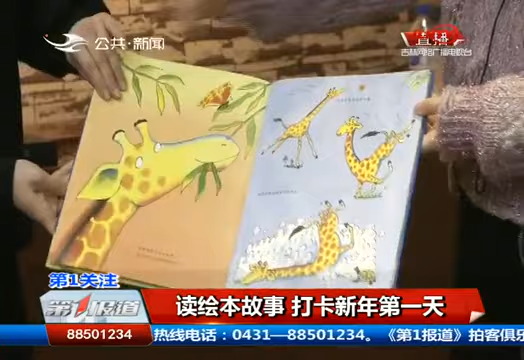 公共·新闻
直播
吉林网络广播电视台
第1关注
第1报道
读绘本故事 打卡新年第一天
88501234
热线电话：0431—88501234。《第1报道》拍客俱乐